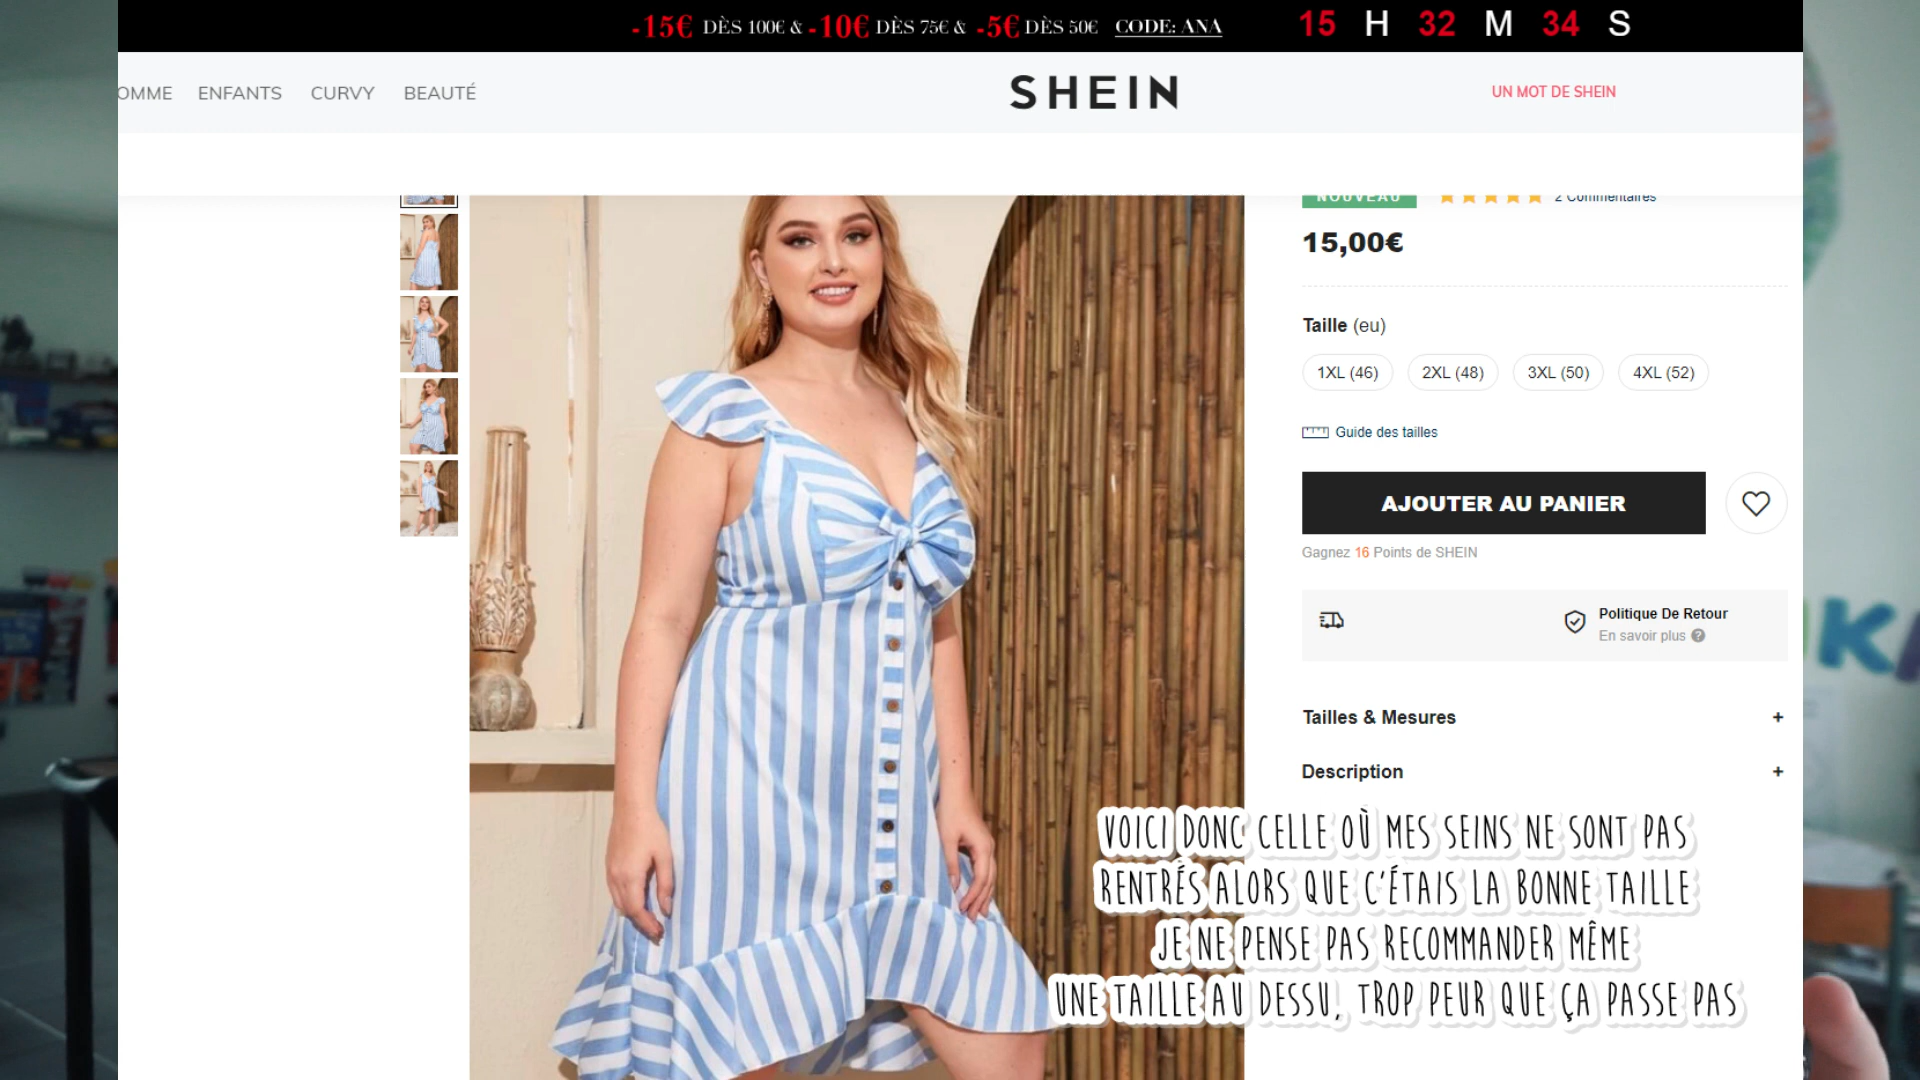 -15€ DÈS 100€ & -10€ DÈS 75€ & -5€ DÈS 50€ CODE: ANA
15 H 32 M 34 S
OMME ENFANTS CURVY BEAUTÉ
SHEIN
UN MOT DE SHEIN
NOUVEAU 2 Commentaires
15,00€
Taille (eu)
1XL (46) 2XL (48) 3XL (50) 4XL (52)
Guide des tailles
AJOUTER AU PANIER
Gagnez 16 Points de SHEIN
Politique De Retour
En savoir plus ?
Tailles & Mesures +
Description +
VOICI DONC CELLE OÙ MES SEINS NE SONT PAS
RENTRÉS ALORS QUE C'ÉTAIS LA BONNE TAILLE
JE NE PENSE PAS RECOMMANDER MÊME
UNE TAILLE AU DESSU, TROP PEUR QUE ÇA PASSE PAS